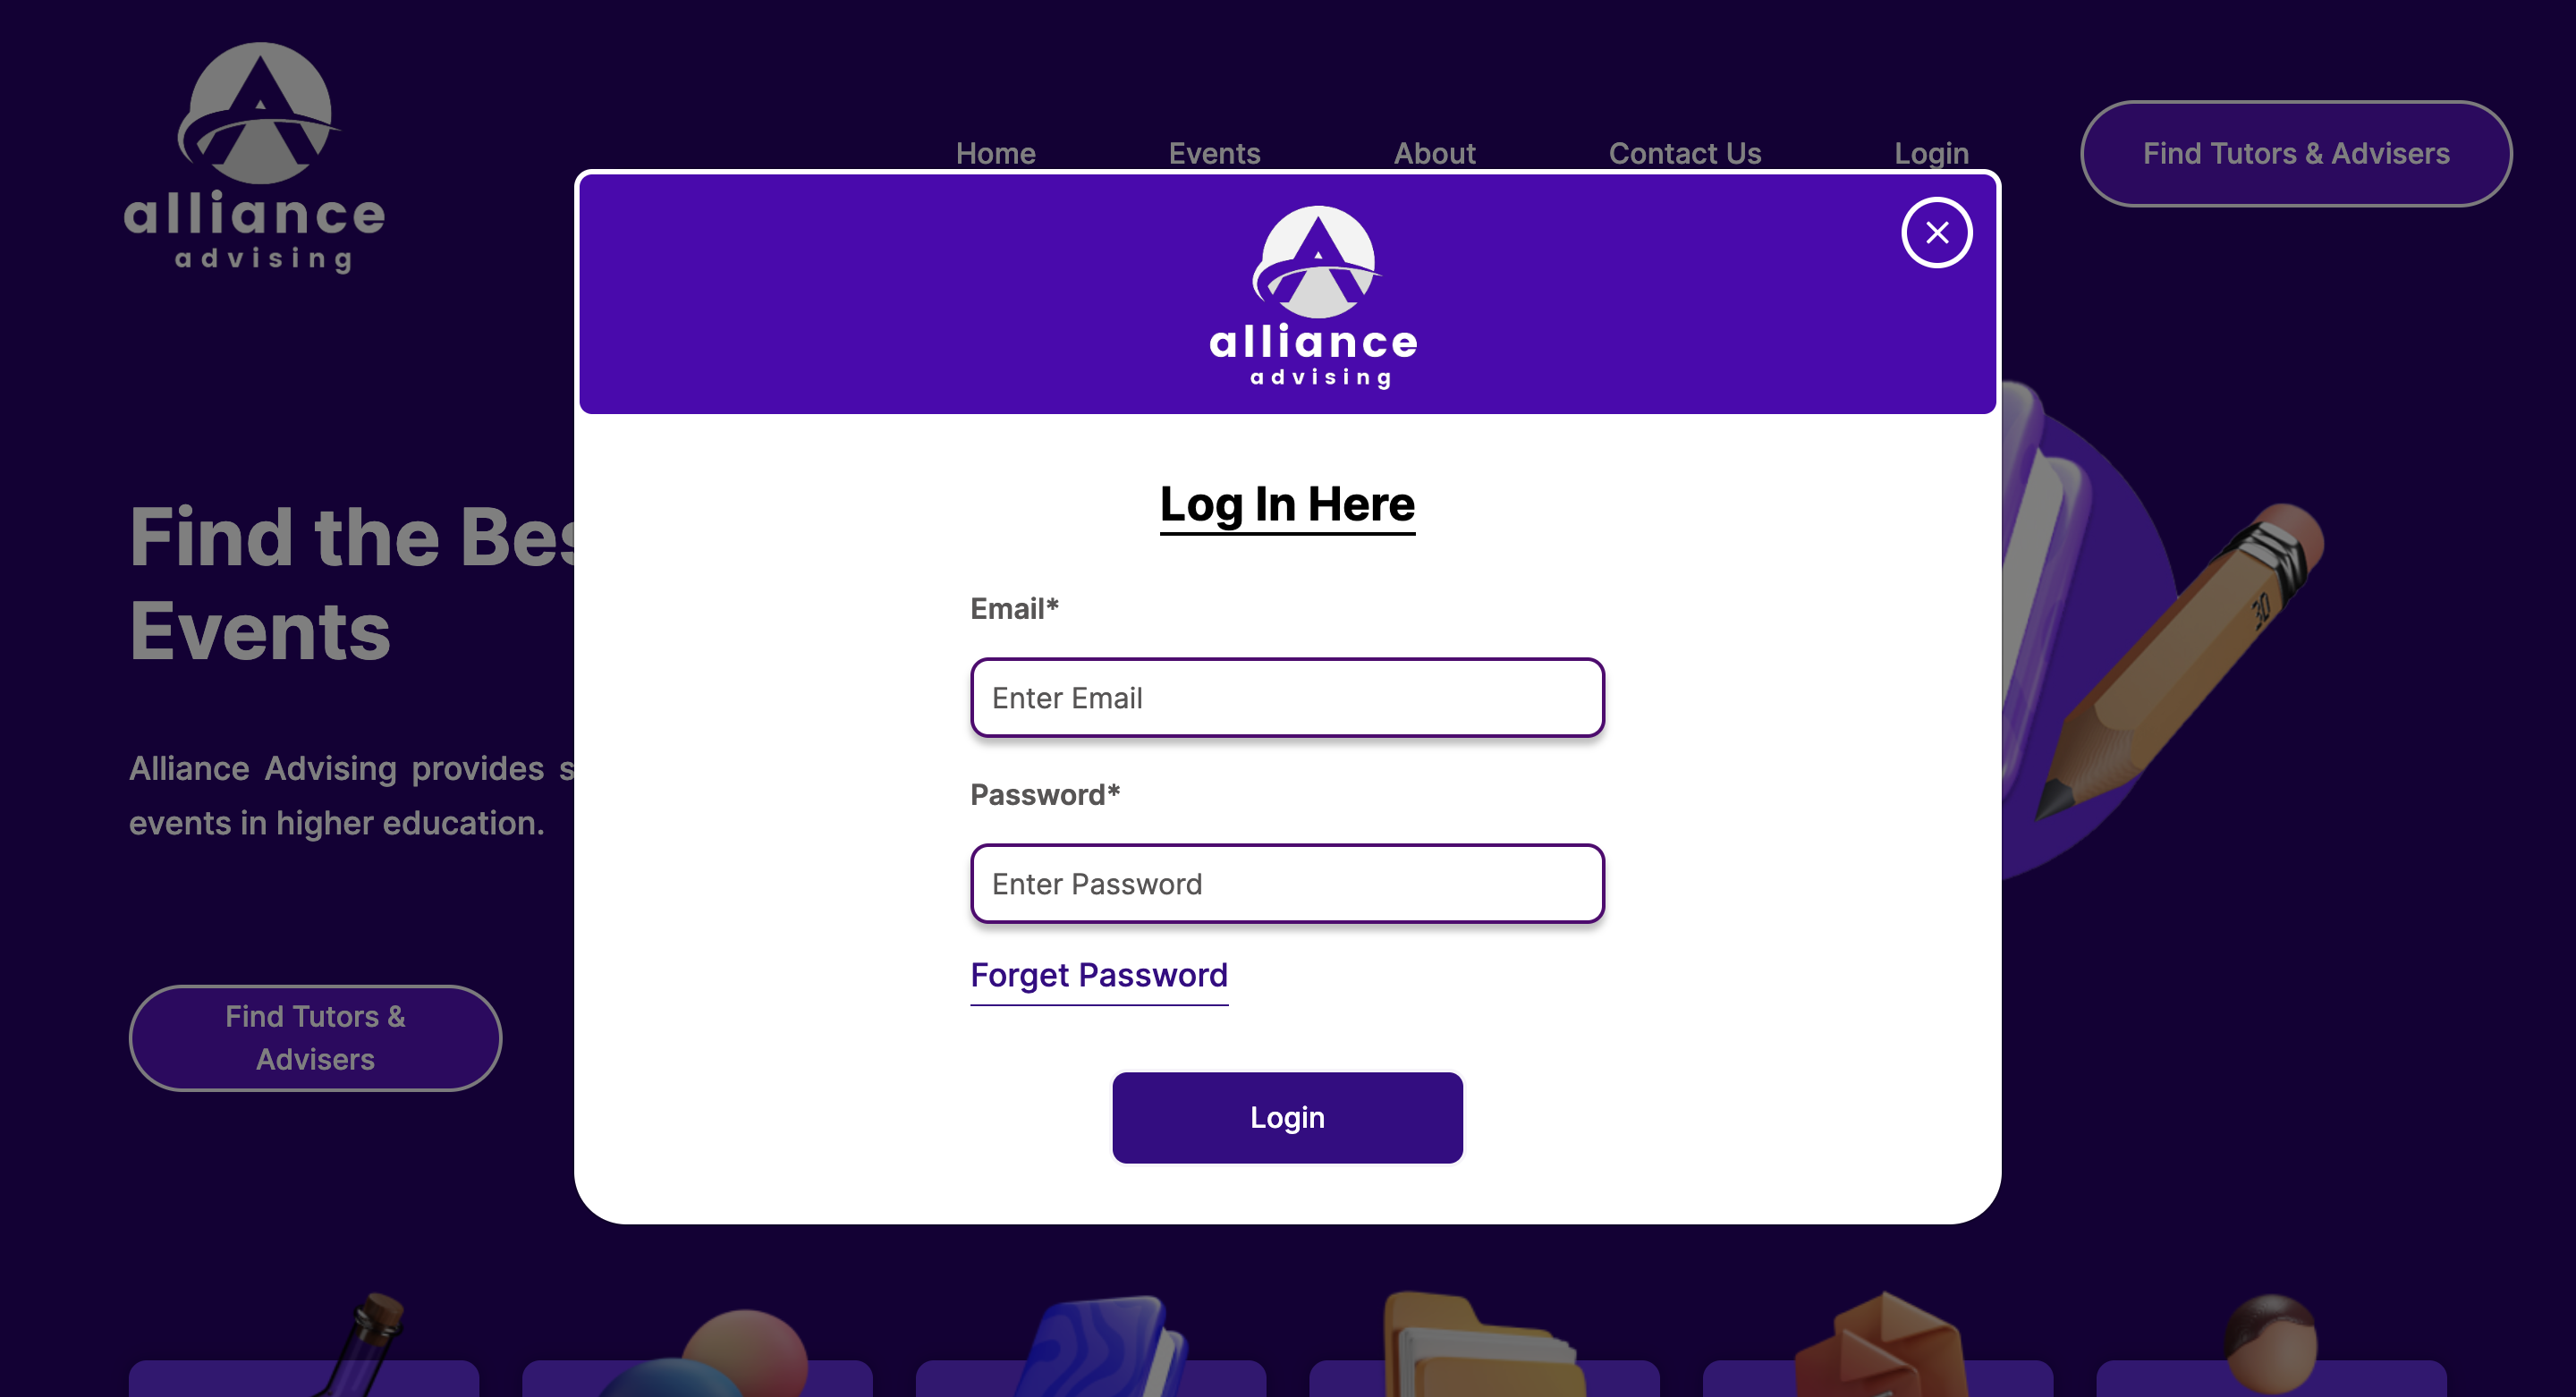 alliance
advising
Home Events About Contact Us Login Find Tutors & Advisers
alliance
advising
Find the Bes
Events
Alliance Advising provides s
events in higher education.
Find Tutors &
Advisers
Log In Here
Email*
Enter Email
Password*
Enter Password
Forget Password
Login
30